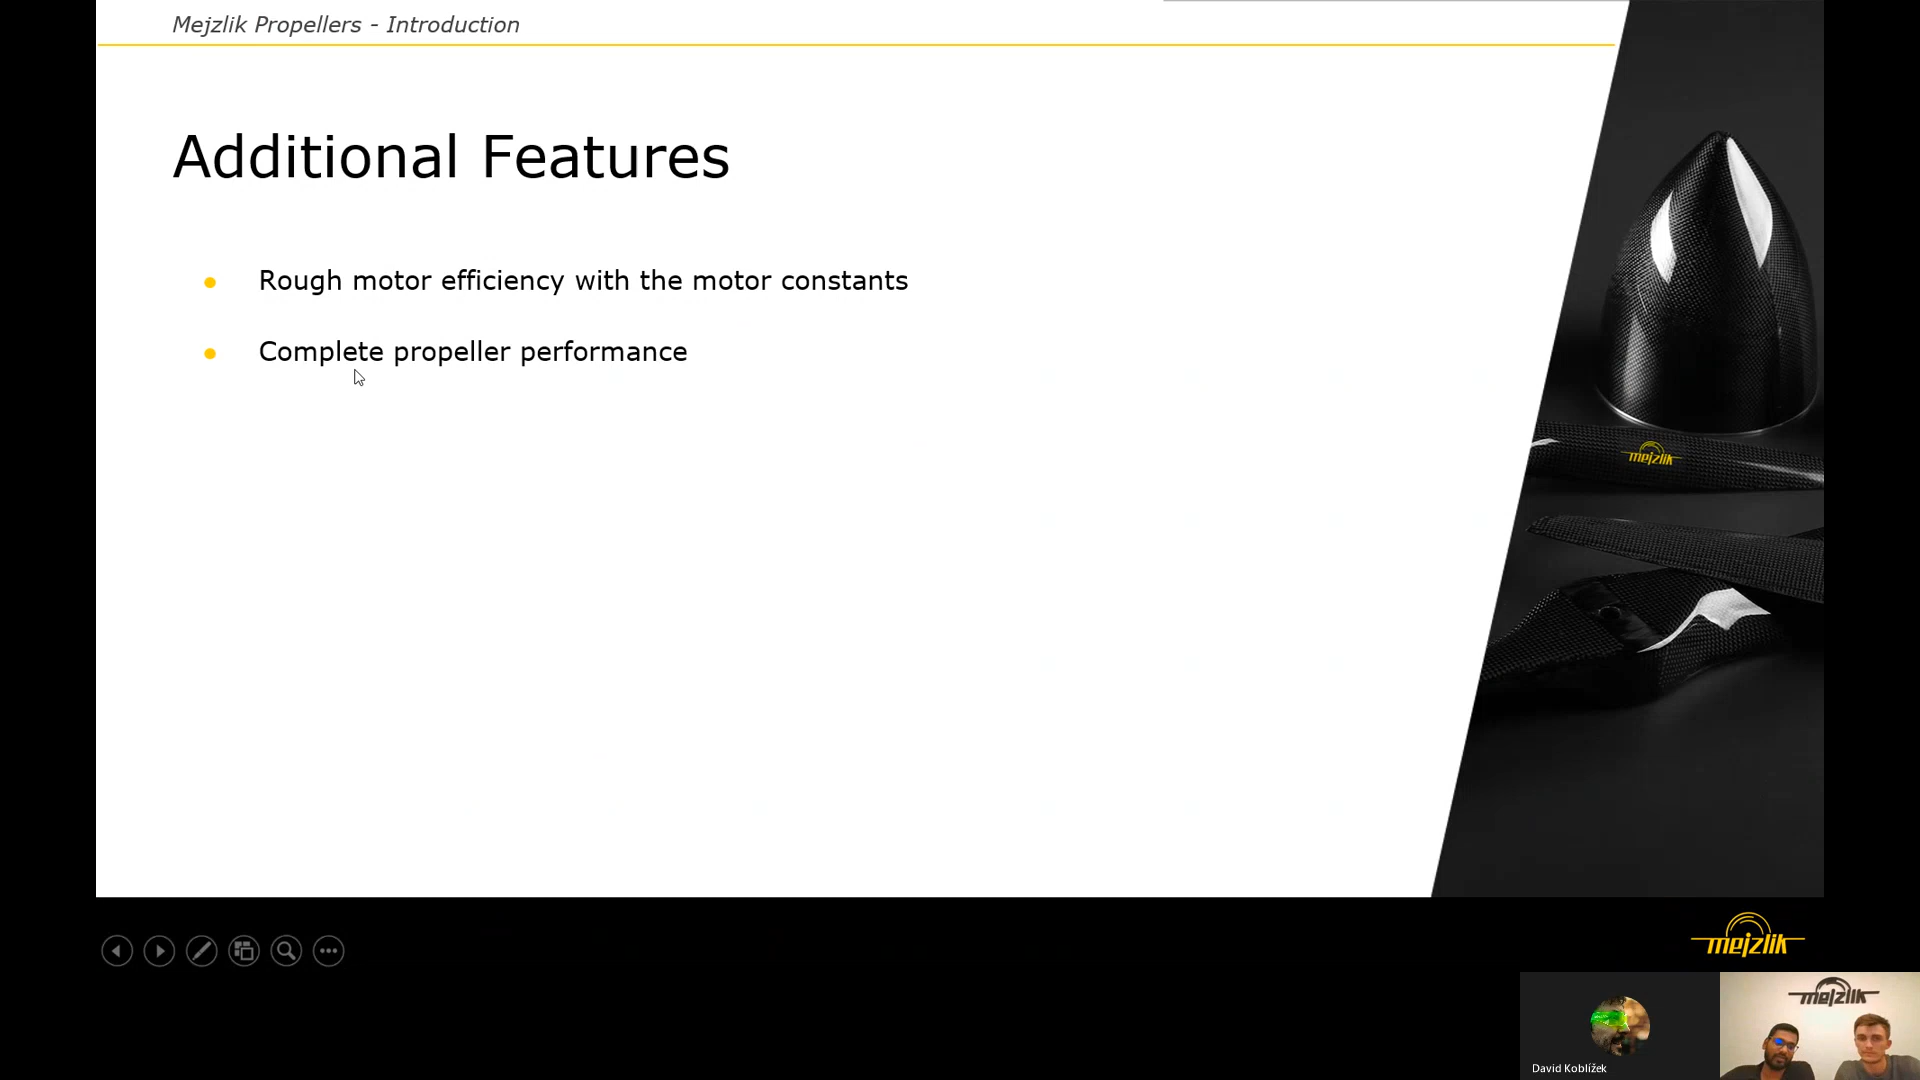 Mejzlik Propellers - Introduction
Additional Features
Rough motor efficiency with the motor constants
Complete propeller performance
mejzlik
mejzlik
mejzlik
David Koblížek